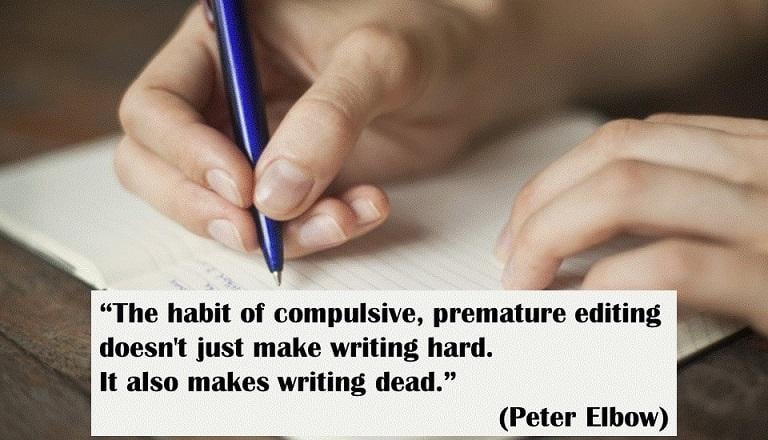 “The habit of compulsive, premature editing
doesn't just make writing hard.
It also makes writing dead.”
(Peter Elbow)